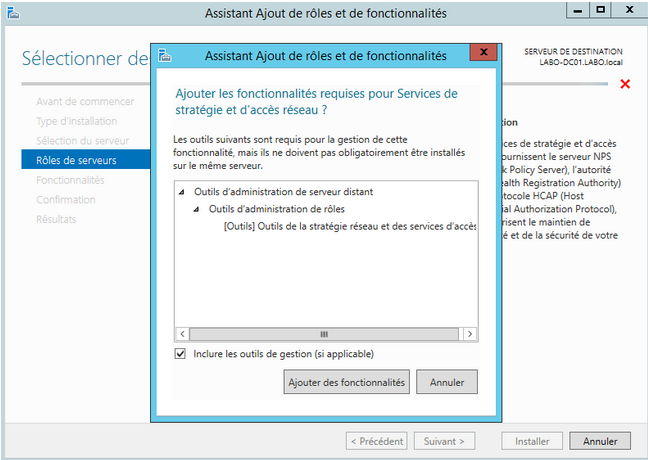 Assistant Ajout de rôles et de fonctionnalités
Sélectionner de
SERVEUR DE DESTINATION
LABO-DC01.LABO.local
Avant de commencer
Type d'installation
Sélection du serveur
Rôles de serveurs
Fonctionnalités
Confirmation
Résultats
Assistant Ajout de rôles et de fonctionnalités
Ajouter les fonctionnalités requises pour Services de
stratégie et d'accès réseau ?
Les outils suivants sont requis pour la gestion de cette
fonctionnalité, mais ils ne doivent pas obligatoirement être installés
sur le même serveur.
Outils d'administration de serveur distant
Outils d'administration de rôles
[Outils] Outils de la stratégie réseau et des services d'accès
Inclure les outils de gestion (si applicable)
Ajouter des fonctionnalités
Annuler
tion
ces de stratégie et d'accès
ournissent le serveur NPS
k Policy Server), l'autorité
ealth Registration Authority)
otocole HCAP (Host
ial Authorization Protocol),
risent le maintien de
é et de la sécurité de votre
< Précédent
Suivant >
Installer
Annuler